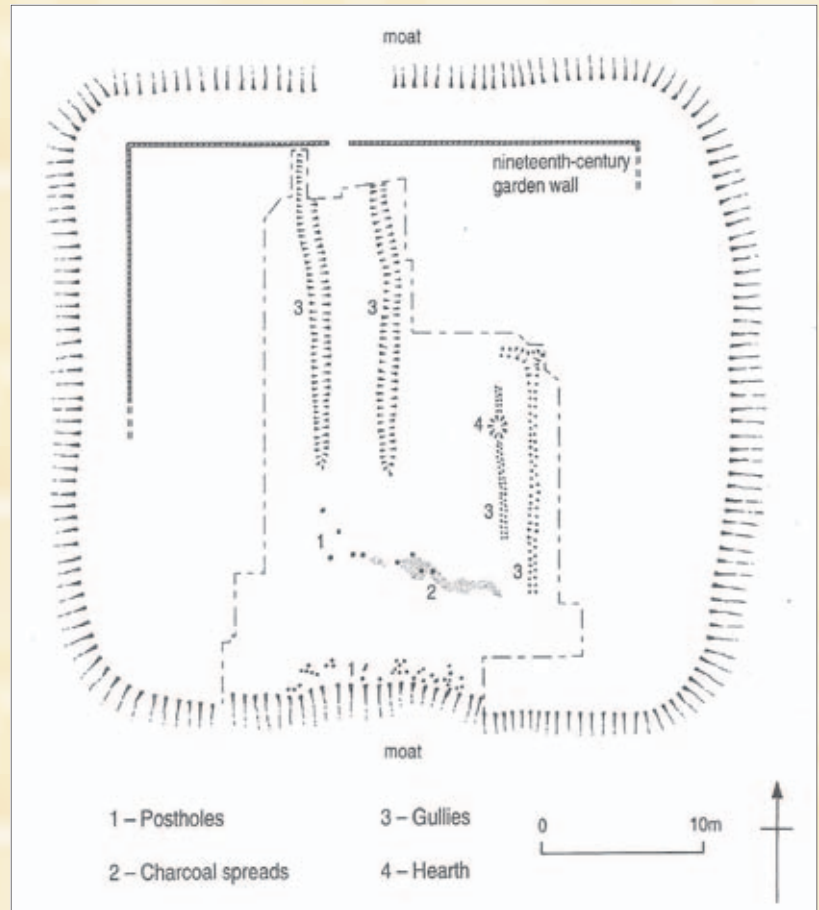 moat
nineteenth-century
garden wall
3
3
4
3
1
2
3
1
moat
1 – Postholes
3 – Gullies
2 – Charcoal spreads
4 – Hearth
0
10m